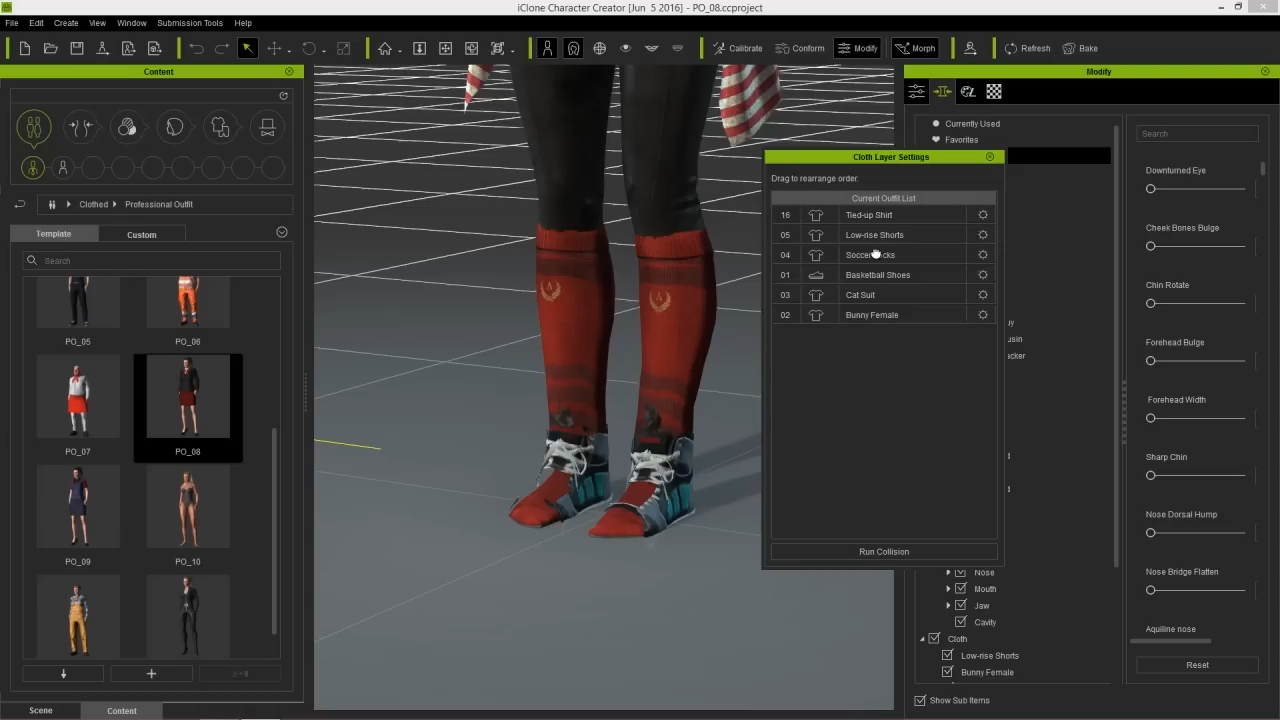 iClone Character Creator [Jun 5 2016] - PO_08.ccproject
File Edit Create View Window Submission Tools Help
Calibrate Conform Modify Morph Refresh Bake
Content
Clothed Professional Outfit
Template Custom
Search
PO_05 PO_06
PO_07 PO_08
PO_09 PO_10
Scene Content
Cloth Layer Settings
Drag to rearrange order.
Current Outfit List
16 Tied-up Shirt
05 Low-rise Shorts
04 Soccer cks
01 Basketball Shoes
03 Cat Suit
02 Bunny Female
Run Collision
Modify
Currently Used
Favorites
Nose
Mouth
Jaw
Cavity
Cloth
Low-rise Shorts
Bunny Female
Show Sub Items
Search
Downturned Eye
Cheek Bones Bulge
Chin Rotate
Forehead Bulge
Forehead Width
Sharp Chin
Nose Dorsal Hump
Nose Bridge Flatten
Aquiline nose
Reset